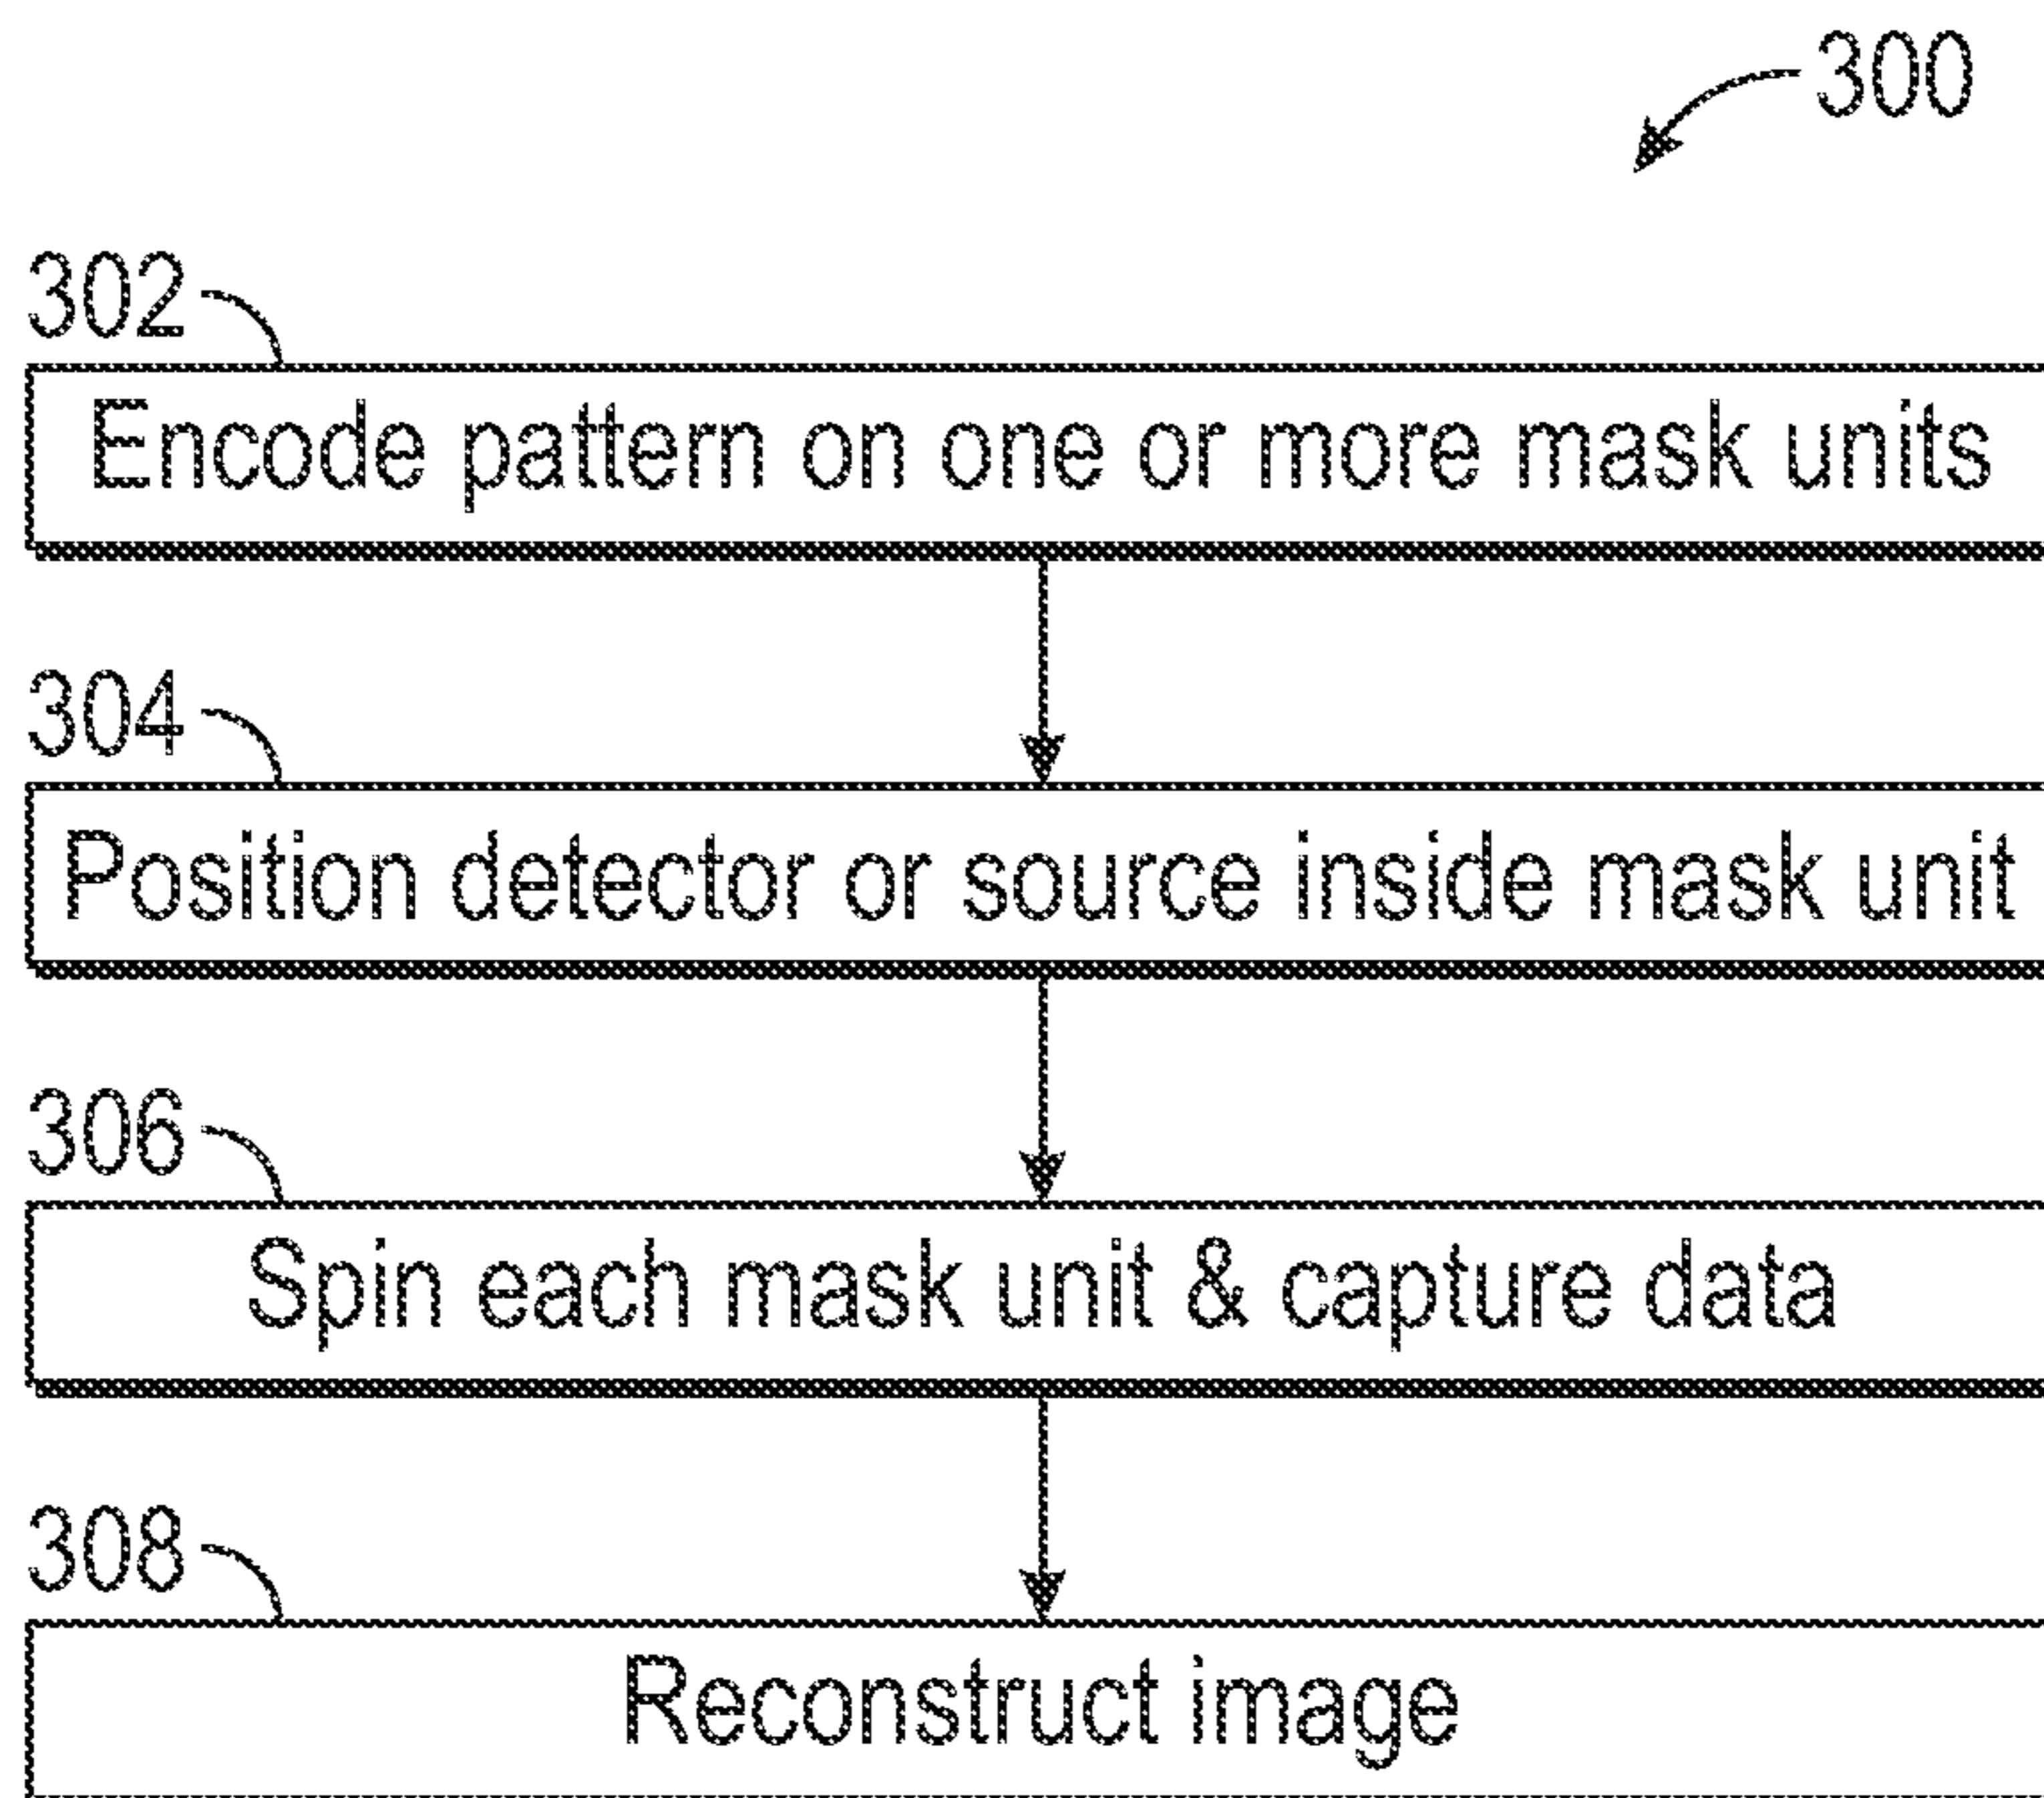 300
302
Encode pattern on one or more mask units
304
Position detector or source inside mask unit
306
Spin each mask unit & capture data
308
Reconstruct image